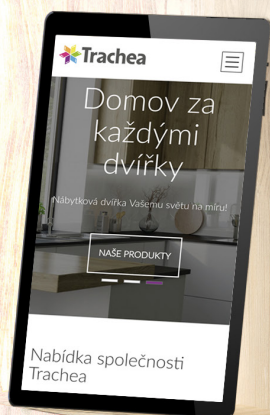 Trachea
Domov za
každými
dvířky
Nábytková dvířka Vašemu světu na míru!
NAŠE PRODUKTY
Nabídka společnosti
Trachea